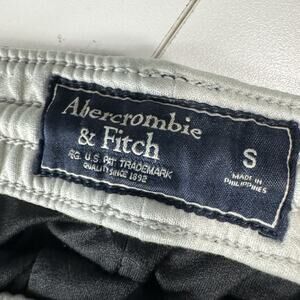 Abercrombie
& Fitch
REG. U.S. PAT. TRADEMARK
QUALITY SINCE 1892
S
MADE IN
PHILIPPINES